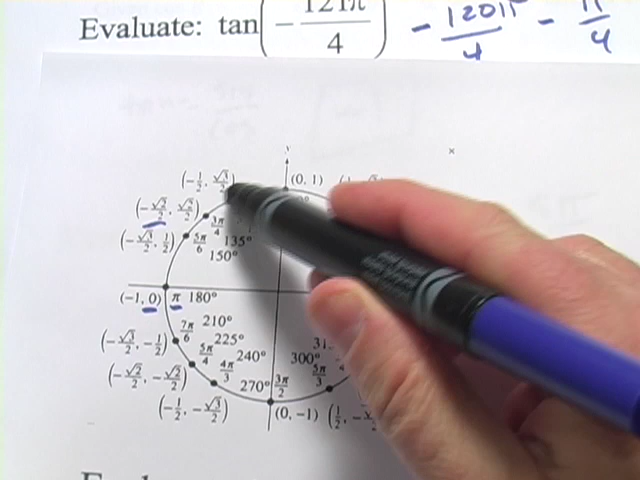 Evaluate: tan(-121π/4) - 120π/4 - π/4
y
x
(-1/2, √3/2) (0, 1)
(-√2/2, √2/2) 3π/4
(-√3/2, 1/2) 5π/6 135°
150°
(-1, 0) π 180°
7π/6 210°
(-√3/2, -1/2) 5π/4 225°
4π/3 240° 300°
(-√2/2, -√2/2) 5π/3
270° 3π/2
(-1/2, -√3/2) (0, -1)